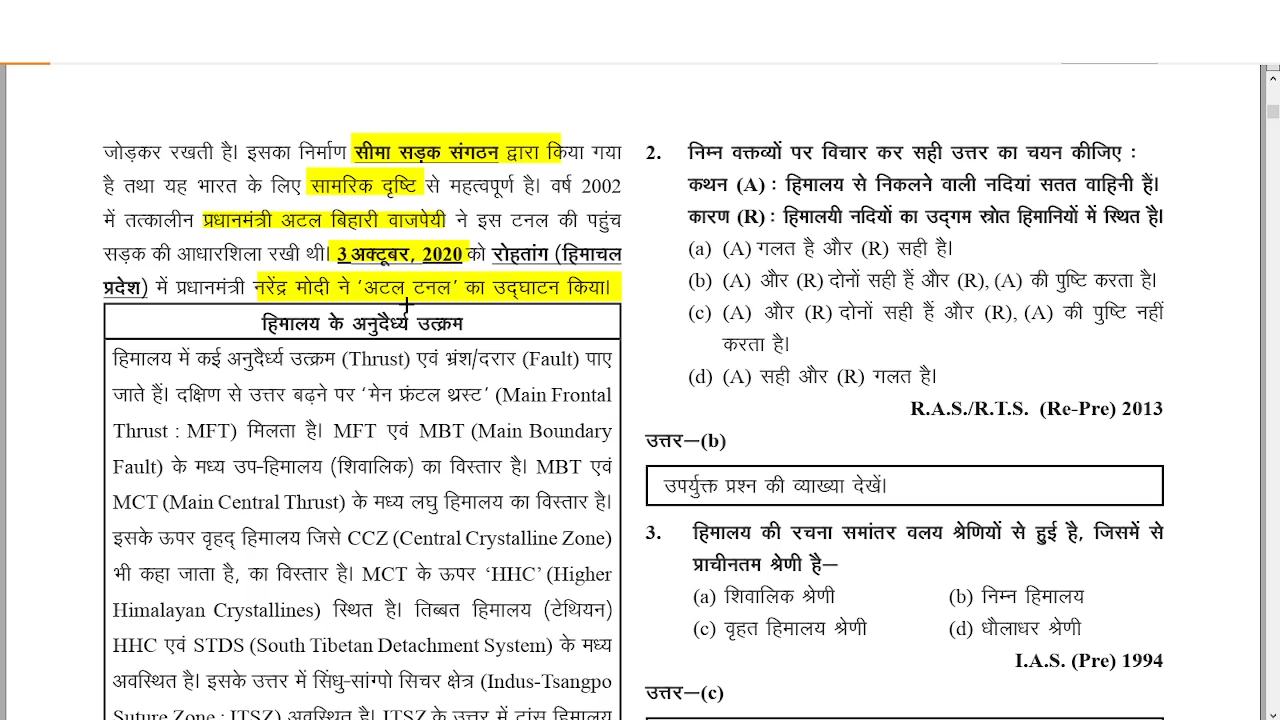 जोड़कर रखती है। इसका निर्माण सीमा सड़क संगठन द्वारा किया गया
है तथा यह भारत के लिए सामरिक दृष्टि से महत्वपूर्ण है। वर्ष 2002
में तत्कालीन प्रधानमंत्री अटल बिहारी वाजपेयी ने इस टनल की पहुंच
सड़क की आधारशिला रखी थी। 3 अक्टूबर, 2020 को रोहतांग (हिमाचल
प्रदेश) में प्रधानमंत्री नरेंद्र मोदी ने ‘अटल टनल’ का उद्घाटन किया।
हिमालय के अनुदैर्ध्य उत्क्रम
हिमालय में कई अनुदैर्ध्य उत्क्रम (Thrust) एवं भ्रंश/दरार (Fault) पाए
जाते हैं। दक्षिण से उत्तर बढ़ने पर ‘मेन फ्रंटल थ्रस्ट’ (Main Frontal
Thrust : MFT) मिलता है। MFT एवं MBT (Main Boundary
Fault) के मध्य उप-हिमालय (शिवालिक) का विस्तार है। MBT एवं
MCT (Main Central Thrust) के मध्य लघु हिमालय का विस्तार है।
इसके ऊपर वृहद् हिमालय जिसे CCZ (Central Crystalline Zone)
भी कहा जाता है, का विस्तार है। MCT के ऊपर ‘HHC’ (Higher
Himalayan Crystallines) स्थित है। तिब्बत हिमालय (टेथियन)
HHC एवं STDS (South Tibetan Detachment System) के मध्य
अवस्थित है। इसके उत्तर में सिंधु-सांग्पो सिचर क्षेत्र (Indus-Tsangpo
Suture Zone : ITSZ) अवस्थित है। ITSZ के उत्तर में ट्रांस हिमालय
2. निम्न वक्तव्यों पर विचार कर सही उत्तर का चयन कीजिए :
कथन (A) : हिमालय से निकलने वाली नदियां सतत वाहिनी हैं।
कारण (R) : हिमालयी नदियों का उद्गम स्रोत हिमानियों में स्थित है।
(a) (A) गलत है और (R) सही है।
(b) (A) और (R) दोनों सही हैं और (R), (A) की पुष्टि करता है।
(c) (A) और (R) दोनों सही हैं और (R), (A) की पुष्टि नहीं
करता है।
(d) (A) सही और (R) गलत है।
R.A.S./R.T.S. (Re-Pre) 2013
उत्तर—(b)
उपर्युक्त प्रश्न की व्याख्या देखें।
3. हिमालय की रचना समांतर वलय श्रेणियों से हुई है, जिसमें से
प्राचीनतम श्रेणी है—
(a) शिवालिक श्रेणी (b) निम्न हिमालय
(c) वृहत हिमालय श्रेणी (d) धौलाधर श्रेणी
I.A.S. (Pre) 1994
उत्तर—(c)